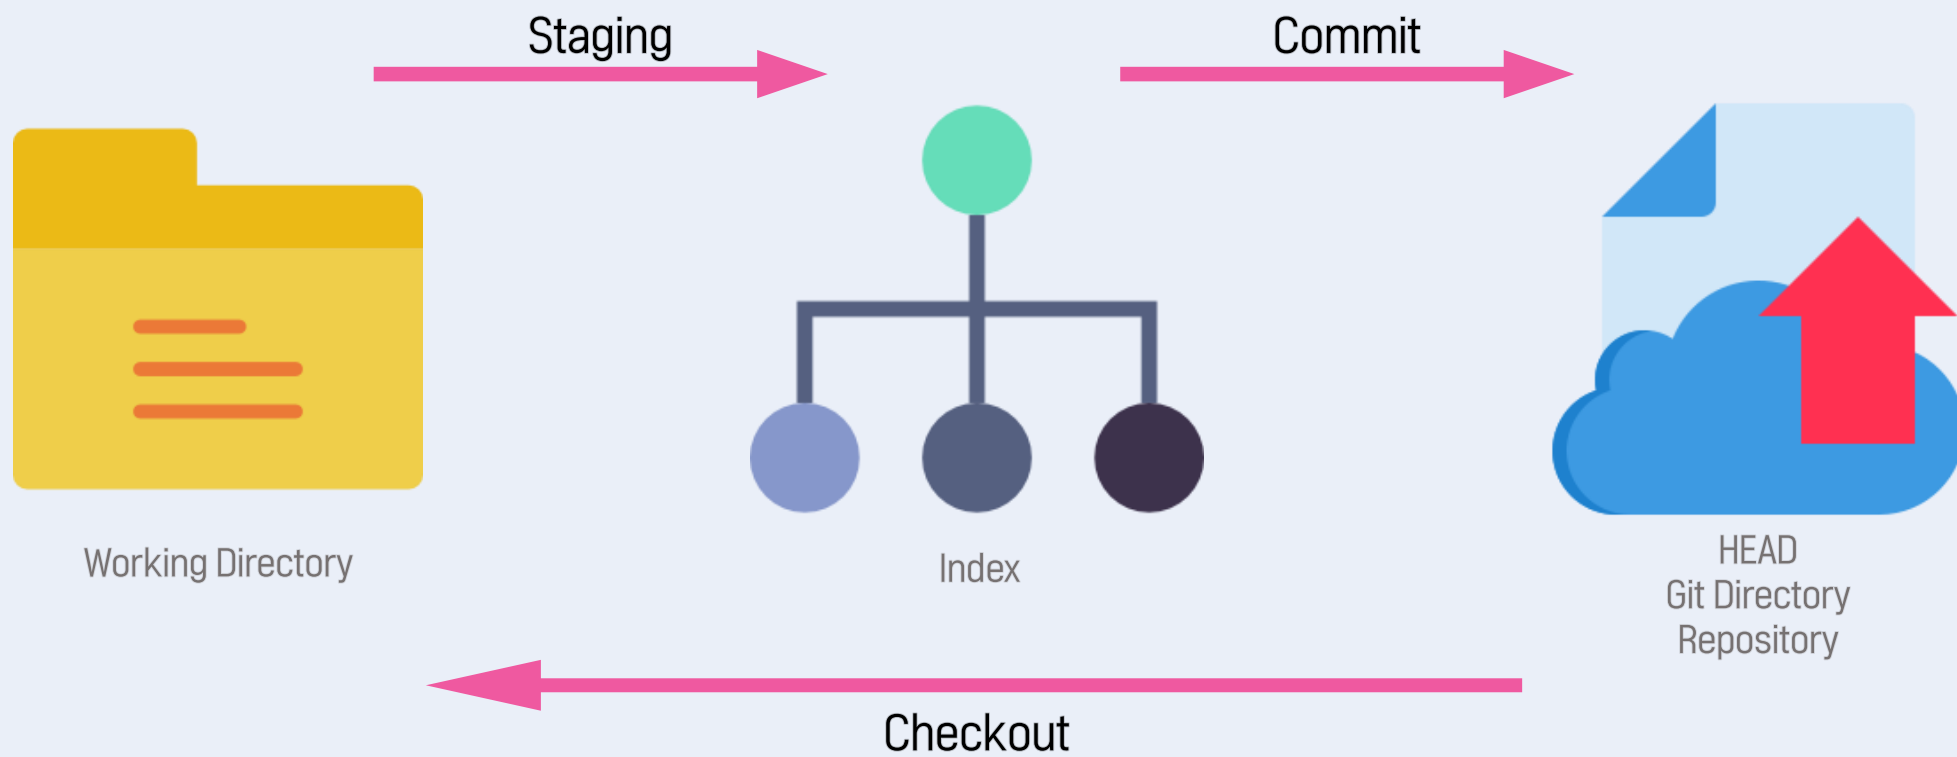 Staging
Commit
Working Directory
Index
HEAD
Git Directory
Repository
Checkout